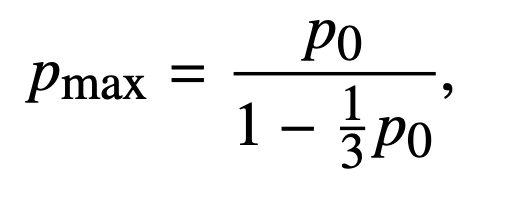 p_max = p_0 / (1 − 1/3 p_0),